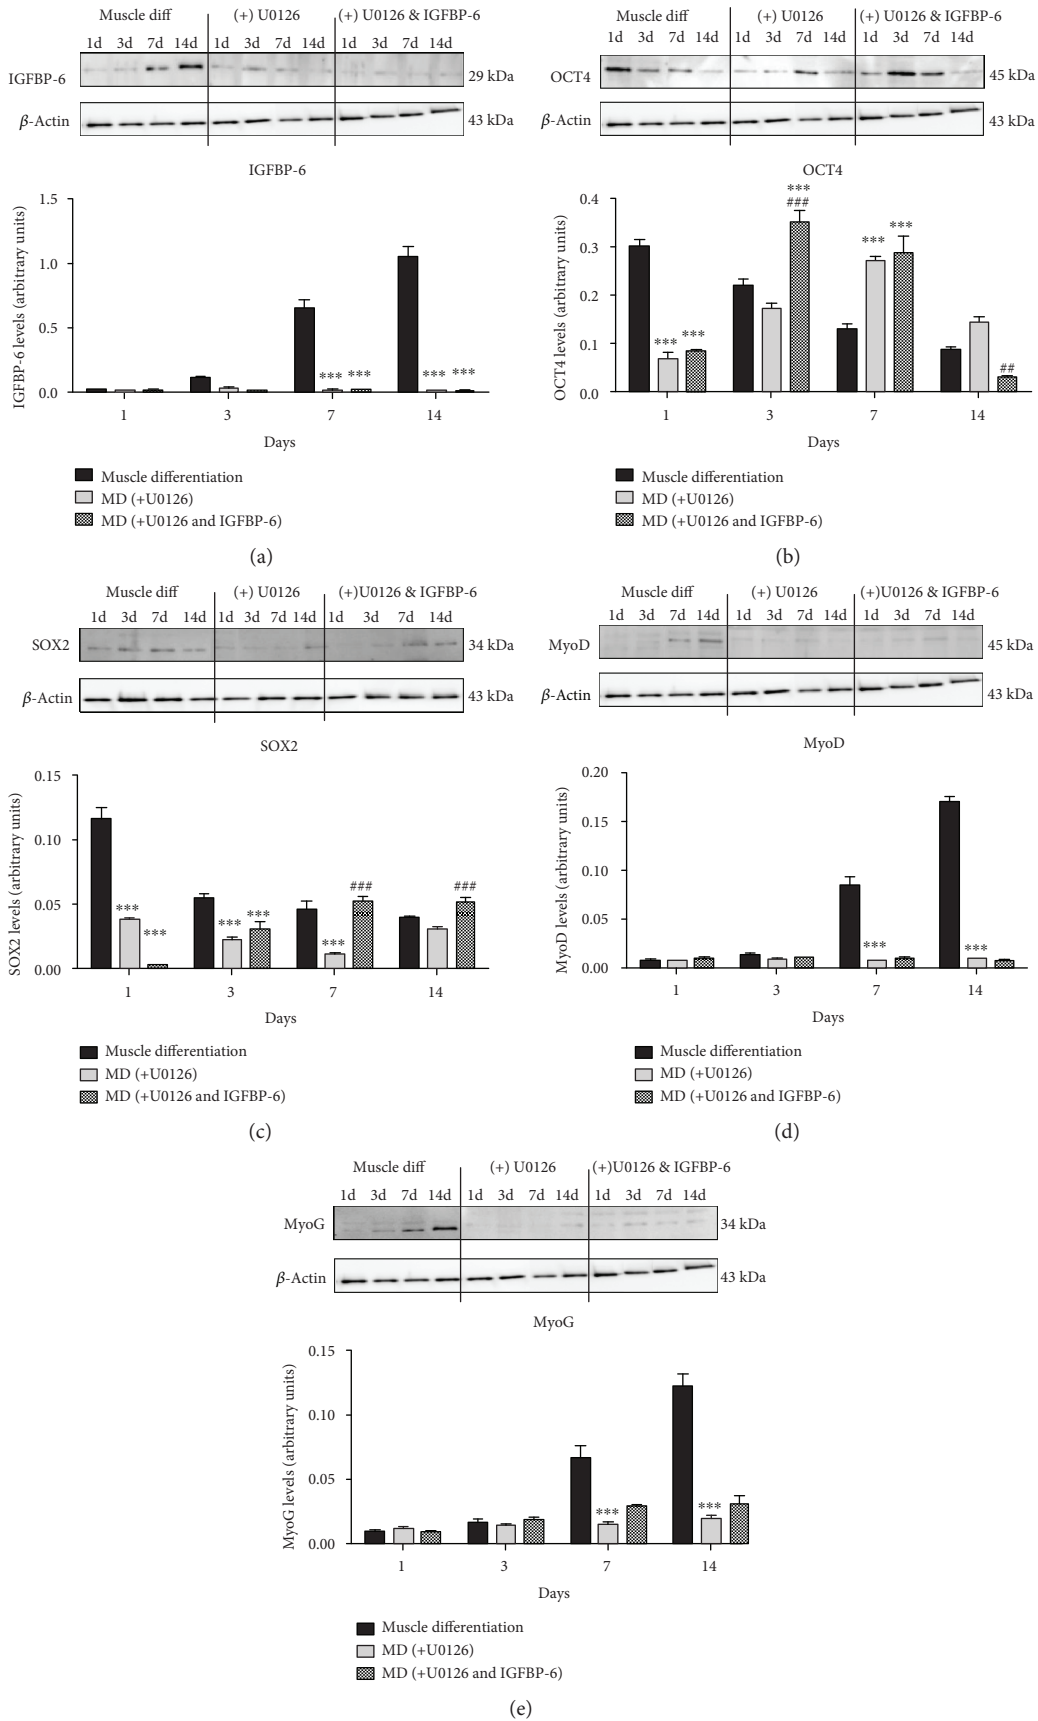 Muscle diff (+) U0126 (+) U0126 & IGFBP-6
1d 3d 7d 14d 1d 3d 7d 14d 1d 3d 7d 14d
IGFBP-6 29 kDa
β-Actin 43 kDa
IGFBP-6
IGFBP-6 levels (arbitrary units)
1.5
1.0
0.5
0.0
*** *** *** ***
1 3 7 14
Days
Muscle differentiation
MD (+U0126)
MD (+U0126 and IGFBP-6)
(a)
Muscle diff (+) U0126 (+) U0126 & IGFBP-6
1d 3d 7d 14d 1d 3d 7d 14d 1d 3d 7d 14d
OCT4 45 kDa
β-Actin 43 kDa
OCT4
OCT4 levels (arbitrary units)
0.4
0.3
0.2
0.1
0.0
*** ***
***
###
*** ***
##
1 3 7 14
Days
Muscle differentiation
MD (+U0126)
MD (+U0126 and IGFBP-6)
(b)
Muscle diff (+) U0126 (+)U0126 & IGFBP-6
1d 3d 7d 14d 1d 3d 7d 14d 1d 3d 7d 14d
SOX2 34 kDa
β-Actin 43 kDa
SOX2
SOX2 levels (arbitrary units)
0.15
0.10
0.05
0.00
*** *** *** *** *** ### ###
1 3 7 14
Days
Muscle differentiation
MD (+U0126)
MD (+U0126 and IGFBP-6)
(c)
Muscle diff (+) U0126 (+)U0126 & IGFBP-6
1d 3d 7d 14d 1d 3d 7d 14d 1d 3d 7d 14d
MyoD 45 kDa
β-Actin 43 kDa
MyoD
MyoD levels (arbitrary units)
0.20
0.15
0.10
0.05
0.00
*** ***
1 3 7 14
Days
Muscle differentiation
MD (+U0126)
MD (+U0126 and IGFBP-6)
(d)
Muscle diff (+) U0126 (+)U0126 & IGFBP-6
1d 3d 7d 14d 1d 3d 7d 14d 1d 3d 7d 14d
MyoG 34 kDa
β-Actin 43 kDa
MyoG
MyoG levels (arbitrary units)
0.15
0.10
0.05
0.00
*** ***
1 3 7 14
Days
Muscle differentiation
MD (+U0126)
MD (+U0126 and IGFBP-6)
(e)